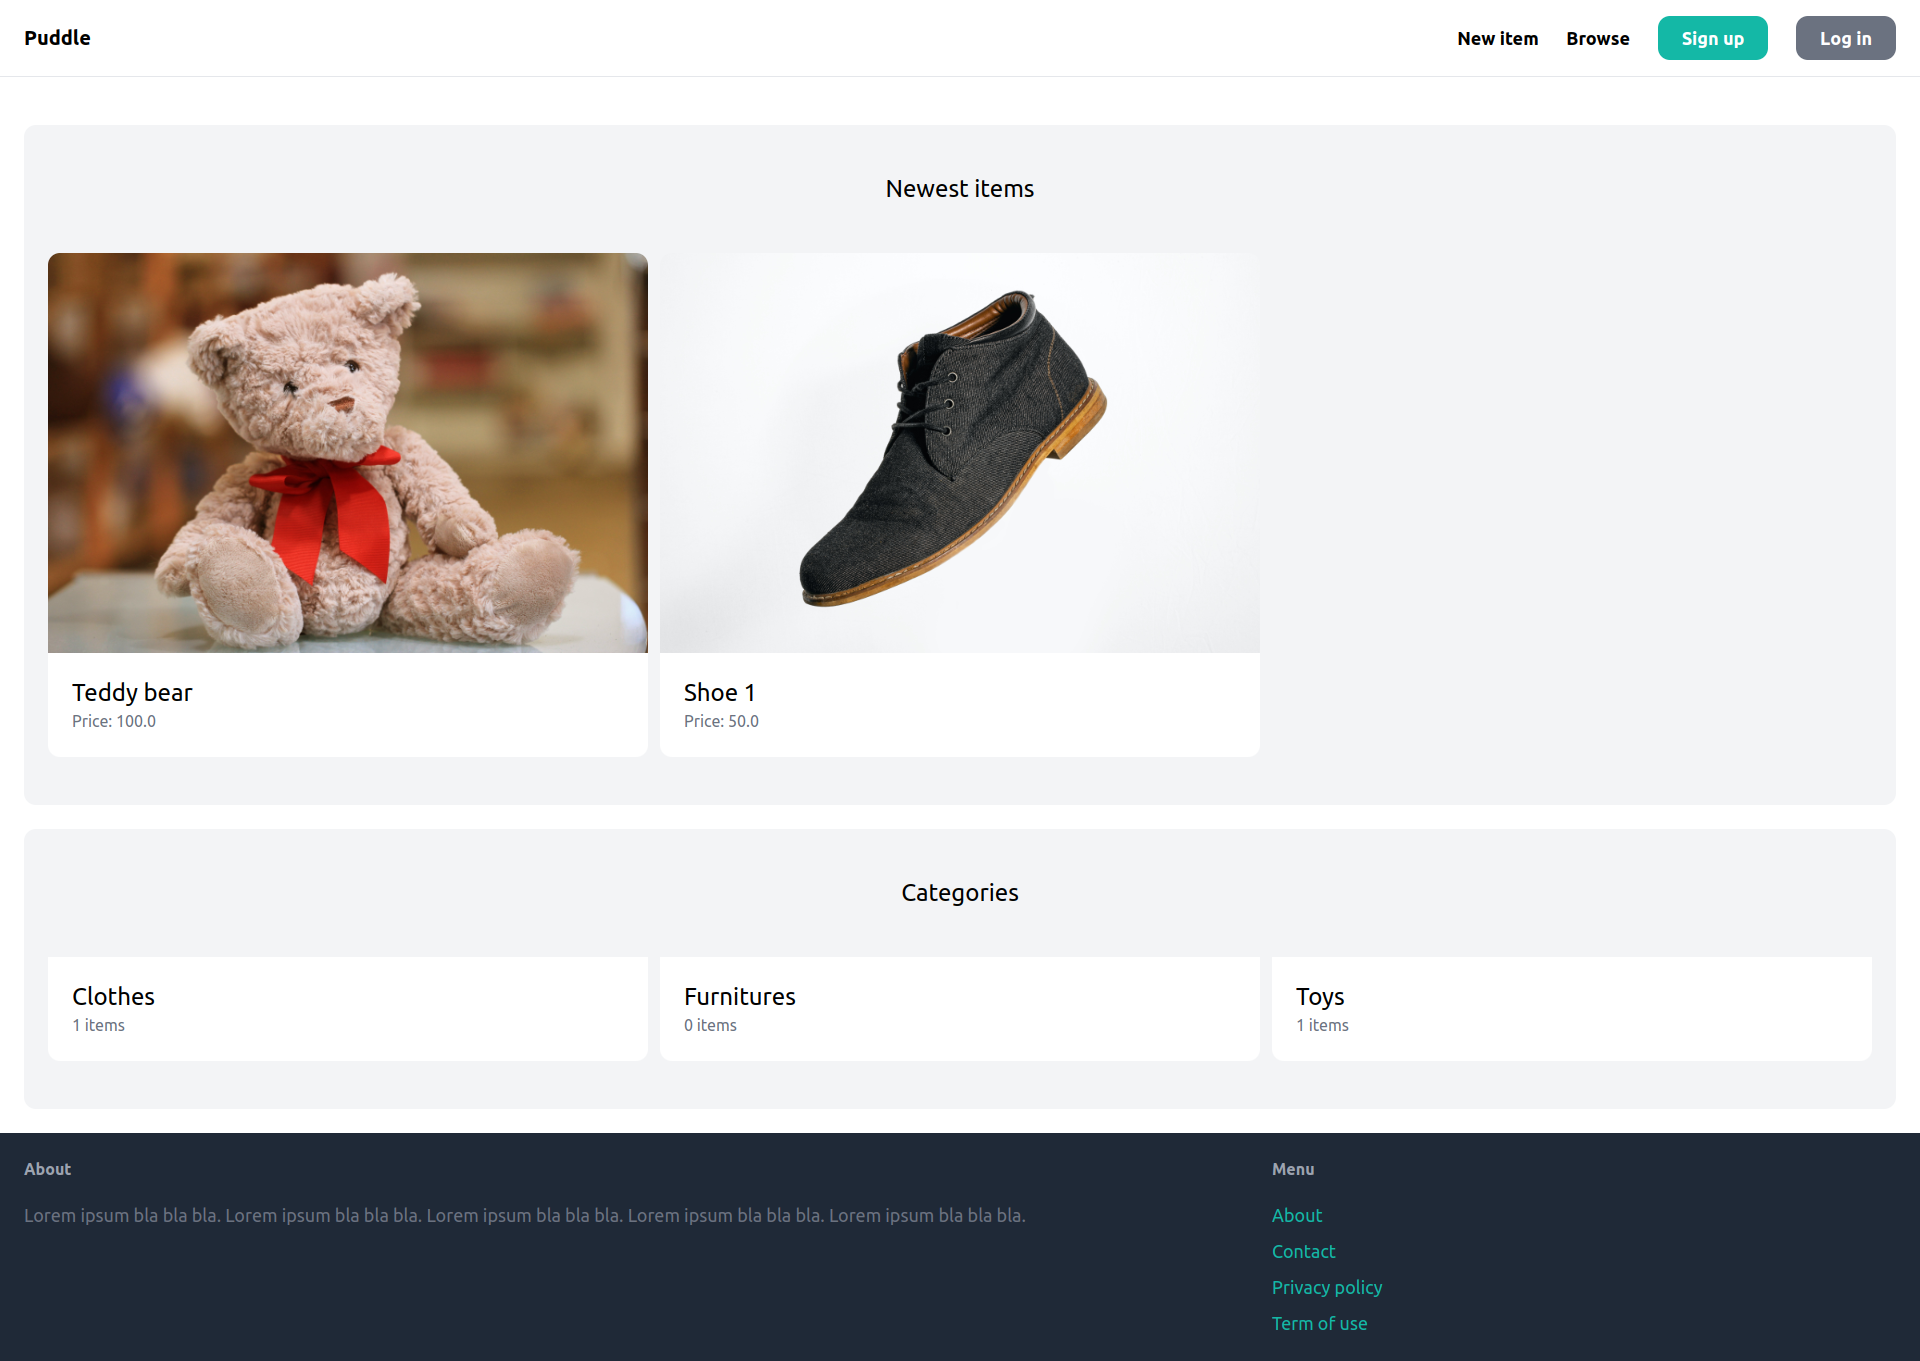 Puddle
New item Browse Sign up Log in
Newest items
Teddy bear
Price: 100.0
Shoe 1
Price: 50.0
Categories
Clothes
1 items
Furnitures
0 items
Toys
1 items
About
Lorem ipsum bla bla bla. Lorem ipsum bla bla bla. Lorem ipsum bla bla bla. Lorem ipsum bla bla bla. Lorem ipsum bla bla bla.
Menu
About
Contact
Privacy policy
Term of use